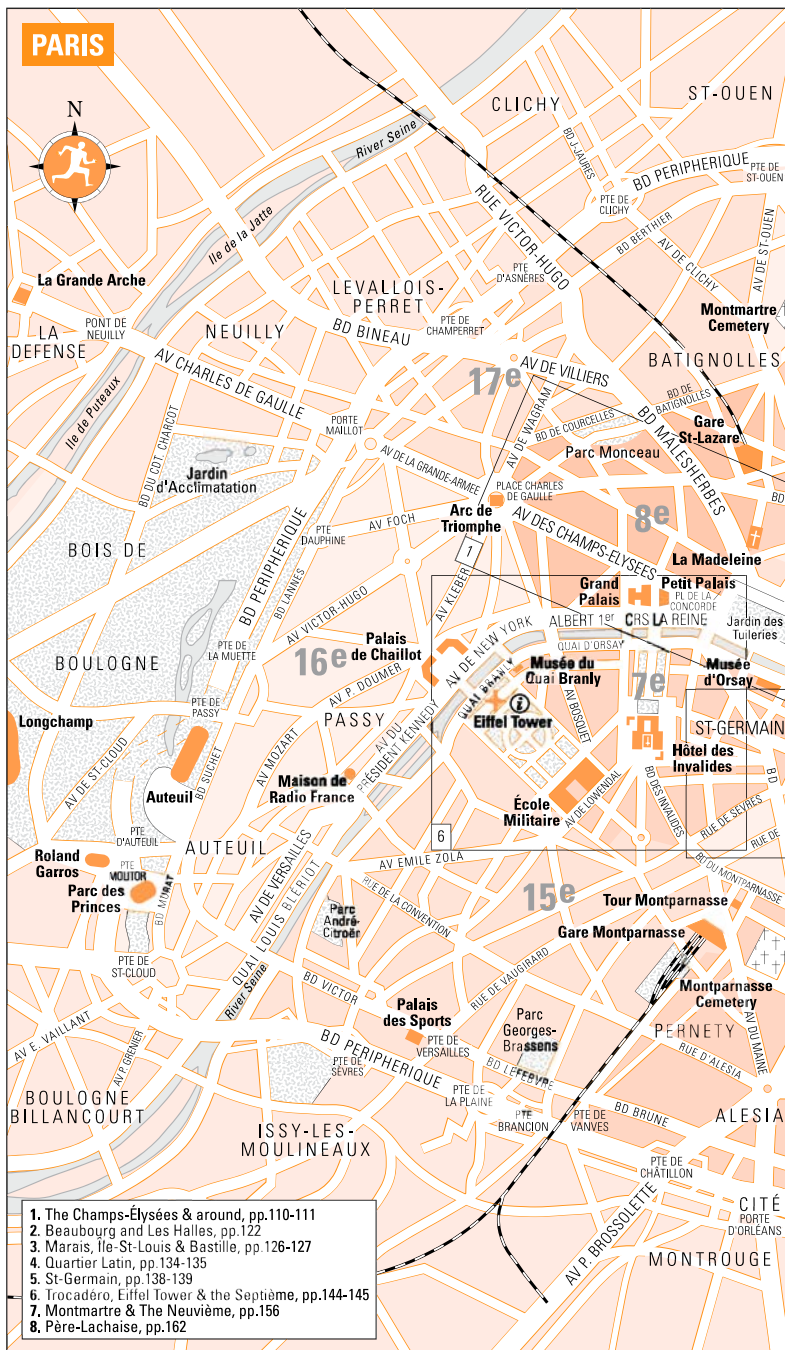 PARIS
N
CLICHY
ST-OUEN
River Seine
BD J-JAURES
BD PERIPHERIQUE
PTE DE
ST-OUEN
PTE DE
CLICHY
Ile de la Jatte
RUE VICTOR-HUGO
BD BERTHIER
AV DE CLICHY
AV DE ST-OUEN
PTE
D'ASNÈRES
La Grande Arche
LEVALLOIS-
PERRET
Montmartre
Cemetery
LA
DEFENSE
PONT DE
NEUILLY
NEUILLY
BD BINEAU
PTE DE
CHAMPERRET
BATIGNOLLES
AV CHARLES DE GAULLE
17e
AV DE VILLIERS
Ile de Puteaux
BD DU CDT CHARCOT
PORTE
MAILLOT
AV DE WAGRAM
BD DE COURCELLES
BD DE
BATIGNOLLES
BD MALESHERBES
Gare
St-Lazare
Parc Monceau
Jardin
d'Acclimatation
AV DE LA GRANDE-ARMEE
PLACE CHARLES
DE GAULLE
BD
Arc de
Triomphe
8e
AV FOCH
PTE
DAUPHINE
AV DES CHAMPS-ELYSEES
BOIS DE
BOULOGNE
BD PERIPHERIQUE
BD LANNES
1
La Madeleine
AV KLEBER
Grand
Palais
Petit Palais
PL DE LA
CONCORDE
AV VICTOR-HUGO
ALBERT 1er
CRS LA REINE
Jardin des
Tuileries
PTE DE
LA MUETTE
16e
Palais
de Chaillot
AV DE NEW YORK
QUAI D'ORSAY
Musée du
Quai Branly
QUAI BRANLY
7e
Musée
d'Orsay
AV P. DOUMER
PASSY
PTE DE
PASSY
Longchamp
i
Eiffel Tower
AV BOSQUET
ST-GERMAIN
AV DU
PRÉSIDENT KENNEDY
Hôtel des
Invalides
BD
AV DE ST-CLOUD
BD SUCHET
AV MOZART
Auteuil
Maison de
Radio France
École
Militaire
AV DE LOWENDAL
BD DES INVALIDES
RUE DE SEVRES
RUE DE
PTE
D'AUTEUIL
AUTEUIL
6
Roland
Garros
PTE
MOLITOR
Parc des
Princes
BD MURAT
AV DE VERSAILLES
QUAI LOUIS BLÉRIOT
AV EMILE ZOLA
RUE DE LA CONVENTION
15e
BD DU MONTPARNASSE
Tour Montparnasse
Parc
André-
Citroër
Gare Montparnasse
PTE DE
ST-CLOUD
River Seine
BD VICTOR
RUE DE VAUGIRARD
Montparnasse
Cemetery
Palais
des Sports
Parc
Georges-
Brassens
PERNETY
AV DU MAINE
AV E. VAILLANT
AV P. GRENIER
BD PERIPHERIQUE
PTE DE
VERSAILLES
PTE DE
SÈVRES
BD LEFEBVRE
RUE D'ALESIA
BOULOGNE
BILLANCOURT
PTE DE
LA PLAINE
PTE
BRANCION
PTE DE
VANVES
BD BRUNE
ALESIA
ISSY-LES-
MOULINEAUX
PTE DE
CHÂTILLON
AV P. BROSSOLETTE
CITÉ
PORTE
D'ORLÉANS
MONTROUGE
1. The Champs-Élysées & around, pp.110-111
2. Beaubourg and Les Halles, pp.122
3. Marais, Île-St-Louis & Bastille, pp.126-127
4. Quartier Latin, pp.134-135
5. St-Germain, pp.138-139
6. Trocadéro, Eiffel Tower & the Septième, pp.144-145
7. Montmartre & The Neuvième, pp.156
8. Père-Lachaise, pp.162